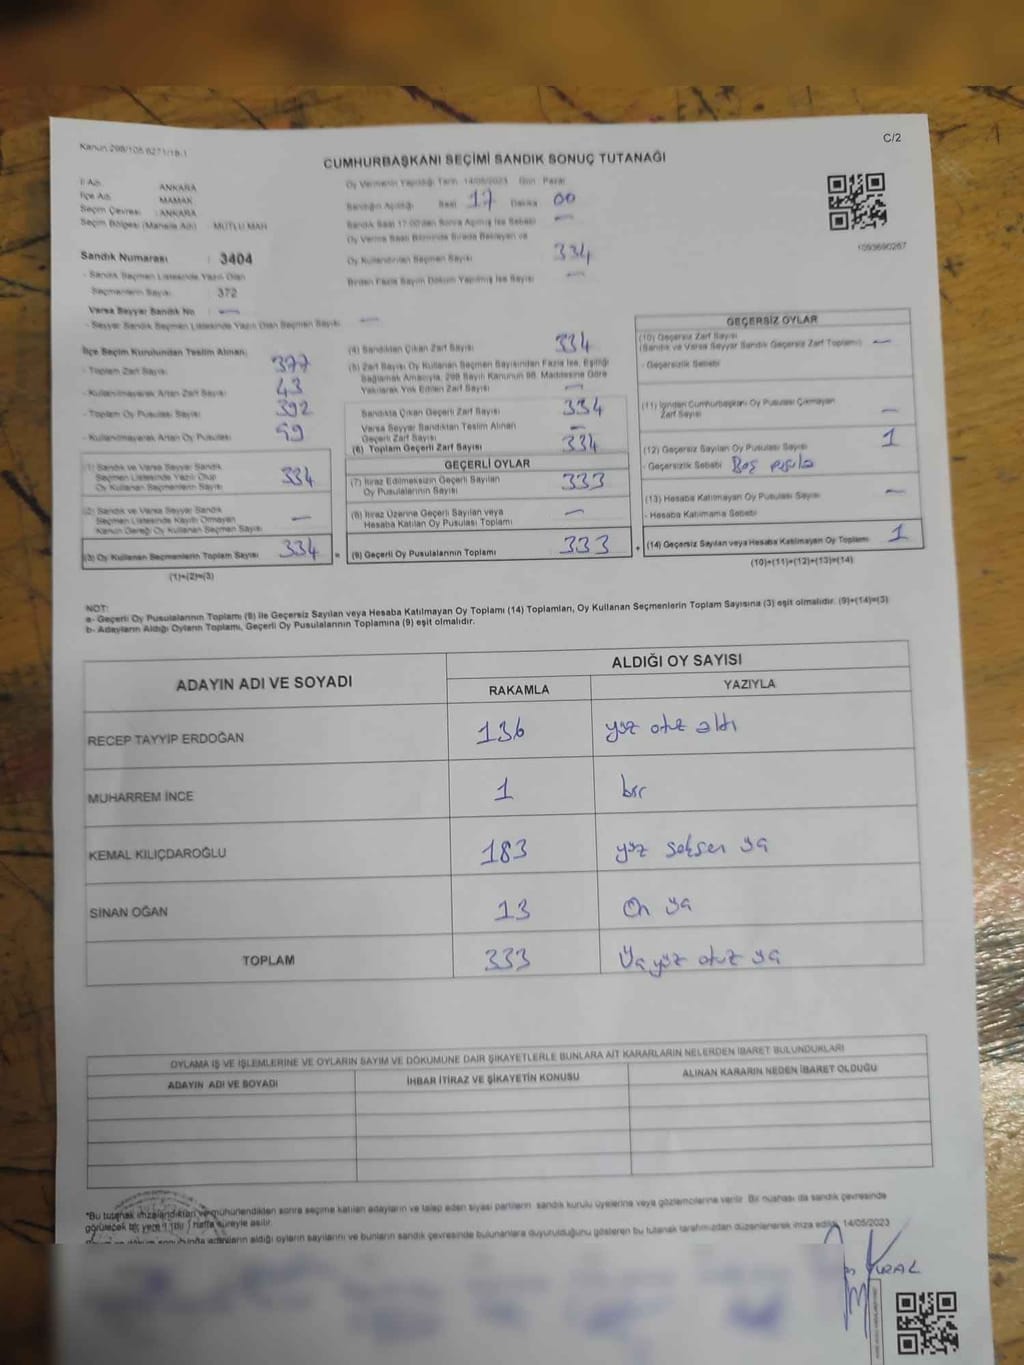 Kanun:298/105 6271/18.1
C/2
CUMHURBAŞKANI SEÇİMİ SANDIK SONUÇ TUTANAĞI
İl Adı : ANKARA
İlçe Adı : MAMAK
Seçim Çevresi : ANKARA
Seçim Bölgesi (Mahalle Adı) : MUTLU MAH
Oy Vermenin Yapıldığı Tarih 14/05/2023 Gün Pazar
Sandığın Açıldığı Saat 17 Dakika 00
Sandık Saat 17:00'den Sonra Açılmış İse Sebebi —
Oy Verme Saati Bitiminde Sırada Bekleyen ve
Oy Kullandırılan Seçmen Sayısı 334
Birden Fazla Sayım Döküm Yapılmış İse Sayısı —
1093690267
Sandık Numarası : 3404
- Sandık Seçmen Listesinde Yazılı Olan
Seçmenlerin Sayısı : 372
Varsa Seyyar Sandık No : —
- Seyyar Sandık Seçmen Listesinde Yazılı Olan Seçmen Sayısı : —
İlçe Seçim Kurulundan Teslim Alınan;
- Toplam Zarf Sayısı 377
- Kullanılmayarak Artan Zarf Sayısı 43
- Toplam Oy Pusulası Sayısı 392
- Kullanılmayarak Artan Oy Pusulası
(1) Sandık ve Varsa Seyyar Sandık
Seçmen Listesinde Yazılı Olup
Oy Kullanan Seçmenlerin Sayısı 334
(2) Sandık ve Varsa Seyyar Sandık
Seçmen Listesinde Kayıtlı Olmayan
Kanun Gereği Oy Kullanan Seçmen Sayısı —
(3) Oy Kullanan Seçmenlerin Toplam Sayısı 334 =
(1)+(2)=(3)
(4) Sandıktan Çıkan Zarf Sayısı 334
(5) Zarf Sayısı Oy Kullanan Seçmen Sayısından Fazla İse, Eşitliği
Sağlamak Amacıyla, 298 Sayılı Kanunun 98. Maddesine Göre
Yakılarak Yok Edilen Zarf Sayısı —
Sandıkta Çıkan Geçerli Zarf Sayısı 334
Varsa Seyyar Sandıktan Teslim Alınan
Geçerli Zarf Sayısı —
(6) Toplam Geçerli Zarf Sayısı 334
GEÇERLİ OYLAR
(7) İtiraz Edilmeksizin Geçerli Sayılan
Oy Pusulalarının Sayısı 333
(8) İtiraz Üzerine Geçerli Sayılan veya
Hesaba Katılan Oy Pusulası Toplamı —
(9) Geçerli Oy Pusulalarının Toplamı 333 +
GEÇERSİZ OYLAR
(10) Geçersiz Zarf Sayısı
(Sandık ve Varsa Seyyar Sandık Geçersiz Zarf Toplamı) —
- Geçersizlik Sebebi
(11) İçinden Cumhurbaşkanı Oy Pusulası Çıkmayan
Zarf Sayısı —
(12) Geçersiz Sayılan Oy Pusulası Sayısı 1
- Geçersizlik Sebebi Boş pusula
(13) Hesaba Katılmayan Oy Pusulası Sayısı —
- Hesaba Katılmama Sebebi
(14) Geçersiz Sayılan veya Hesaba Katılmayan Oy Toplamı 1
(10)+(11)+(12)+(13)=(14)
NOT:
a- Geçerli Oy Pusulalarının Toplamı (9) ile Geçersiz Sayılan veya Hesaba Katılmayan Oy Toplamı (14) Toplamları, Oy Kullanan Seçmenlerin Toplam Sayısına (3) eşit olmalıdır. (9)+(14)=(3)
b- Adayların Aldığı Oyların Toplamı, Geçerli Oy Pusulalarının Toplamına (9) eşit olmalıdır.
ADAYIN ADI VE SOYADI
ALDIĞI OY SAYISI
RAKAMLA YAZIYLA
RECEP TAYYİP ERDOĞAN 136 yüz otuz altı
MUHARREM İNCE 1 bir
KEMAL KILIÇDAROĞLU 183 yüz seksen üç
SİNAN OĞAN 13 On üç
TOPLAM 333 Üç yüz otuz üç
OYLAMA İŞ VE İŞLEMLERİNE VE OYLARIN SAYIM VE DÖKÜMÜNE DAİR ŞİKAYETLERLE BUNLARA AİT KARARLARIN NELERDEN İBARET BULUNDUKLARI
ADAYIN ADI VE SOYADI İHBAR İTİRAZ VE ŞİKAYETİN KONUSU ALINAN KARARIN NEDEN İBARET OLDUĞU
*Bu tutanak imzalandıktan ve mühürlendikten sonra seçime katılan adayların ve talep eden siyasi partilerin sandık kurulu üyelerine veya gözlemcilerine verilir. Bir nüshası da sandık çevresinde
görülecek bir yere 1 (bir) hafta süreyle asılır.
adayların aldığı oyların sayılarını ve bunların sandık çevresinde bulunanlara duyurulduğunu gösteren bu tutanak tarafımızdan düzenlenerek imza edildi. 14/05/2023